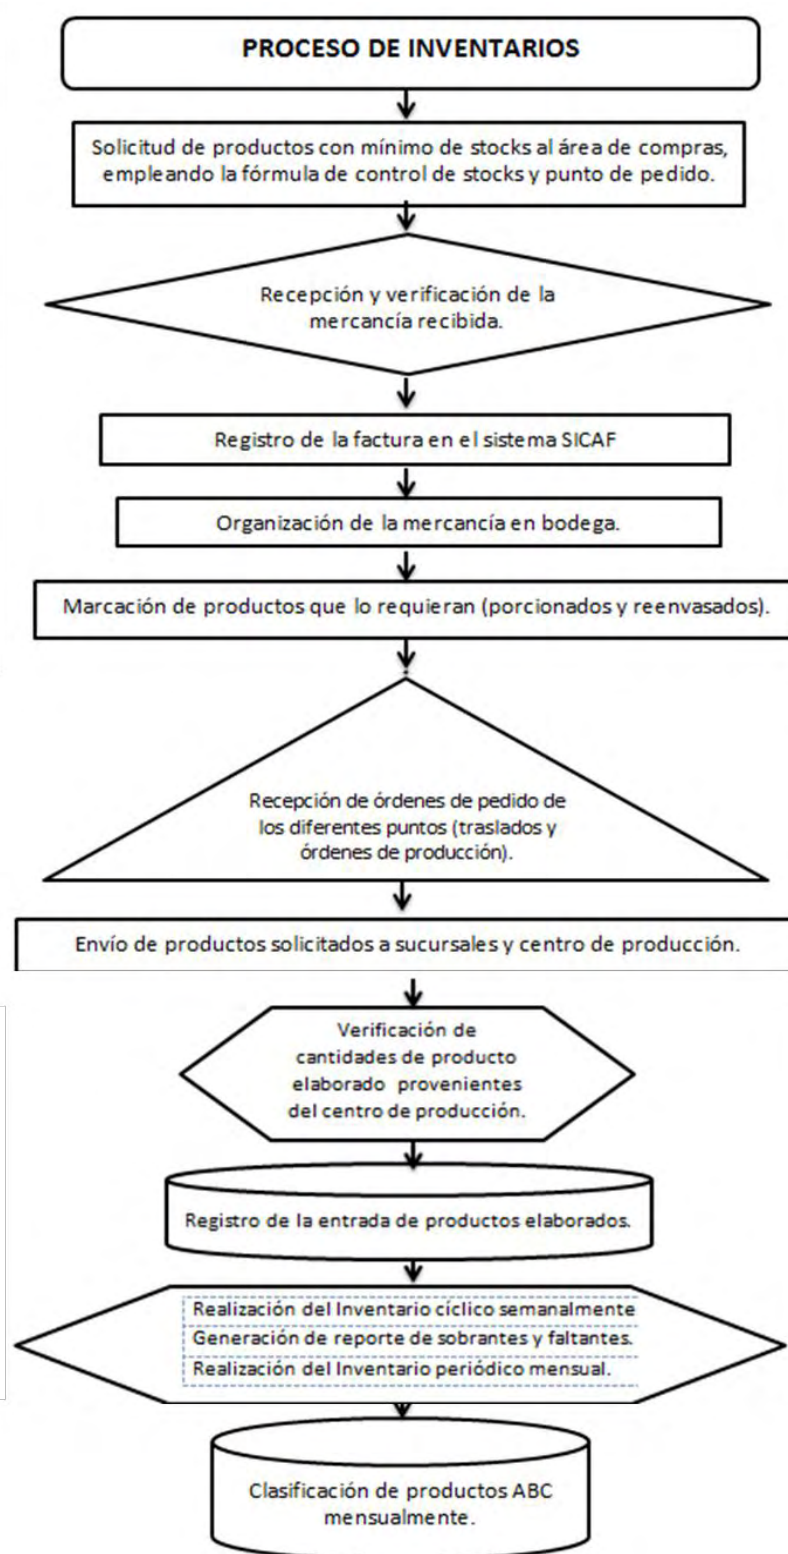 PROCESO DE INVENTARIOS
Solicitud de productos con mínimo de stocks al área de compras,
empleando la fórmula de control de stocks y punto de pedido.
Recepción y verificación de la
mercancía recibida.
Registro de la factura en el sistema SICAF
Organización de la mercancía en bodega.
Marcación de productos que lo requieran (porcionados y reenvasados).
Recepción de órdenes de pedido de
los diferentes puntos (traslados y
órdenes de producción).
Envío de productos solicitados a sucursales y centro de producción.
Verificación de
cantidades de producto
elaborado provenientes
del centro de producción.
Registro de la entrada de productos elaborados.
Realización del Inventario cíclico semanalmente
Generación de reporte de sobrantes y faltantes.
Realización del Inventario periódico mensual.
Clasificación de productos ABC
mensualmente.